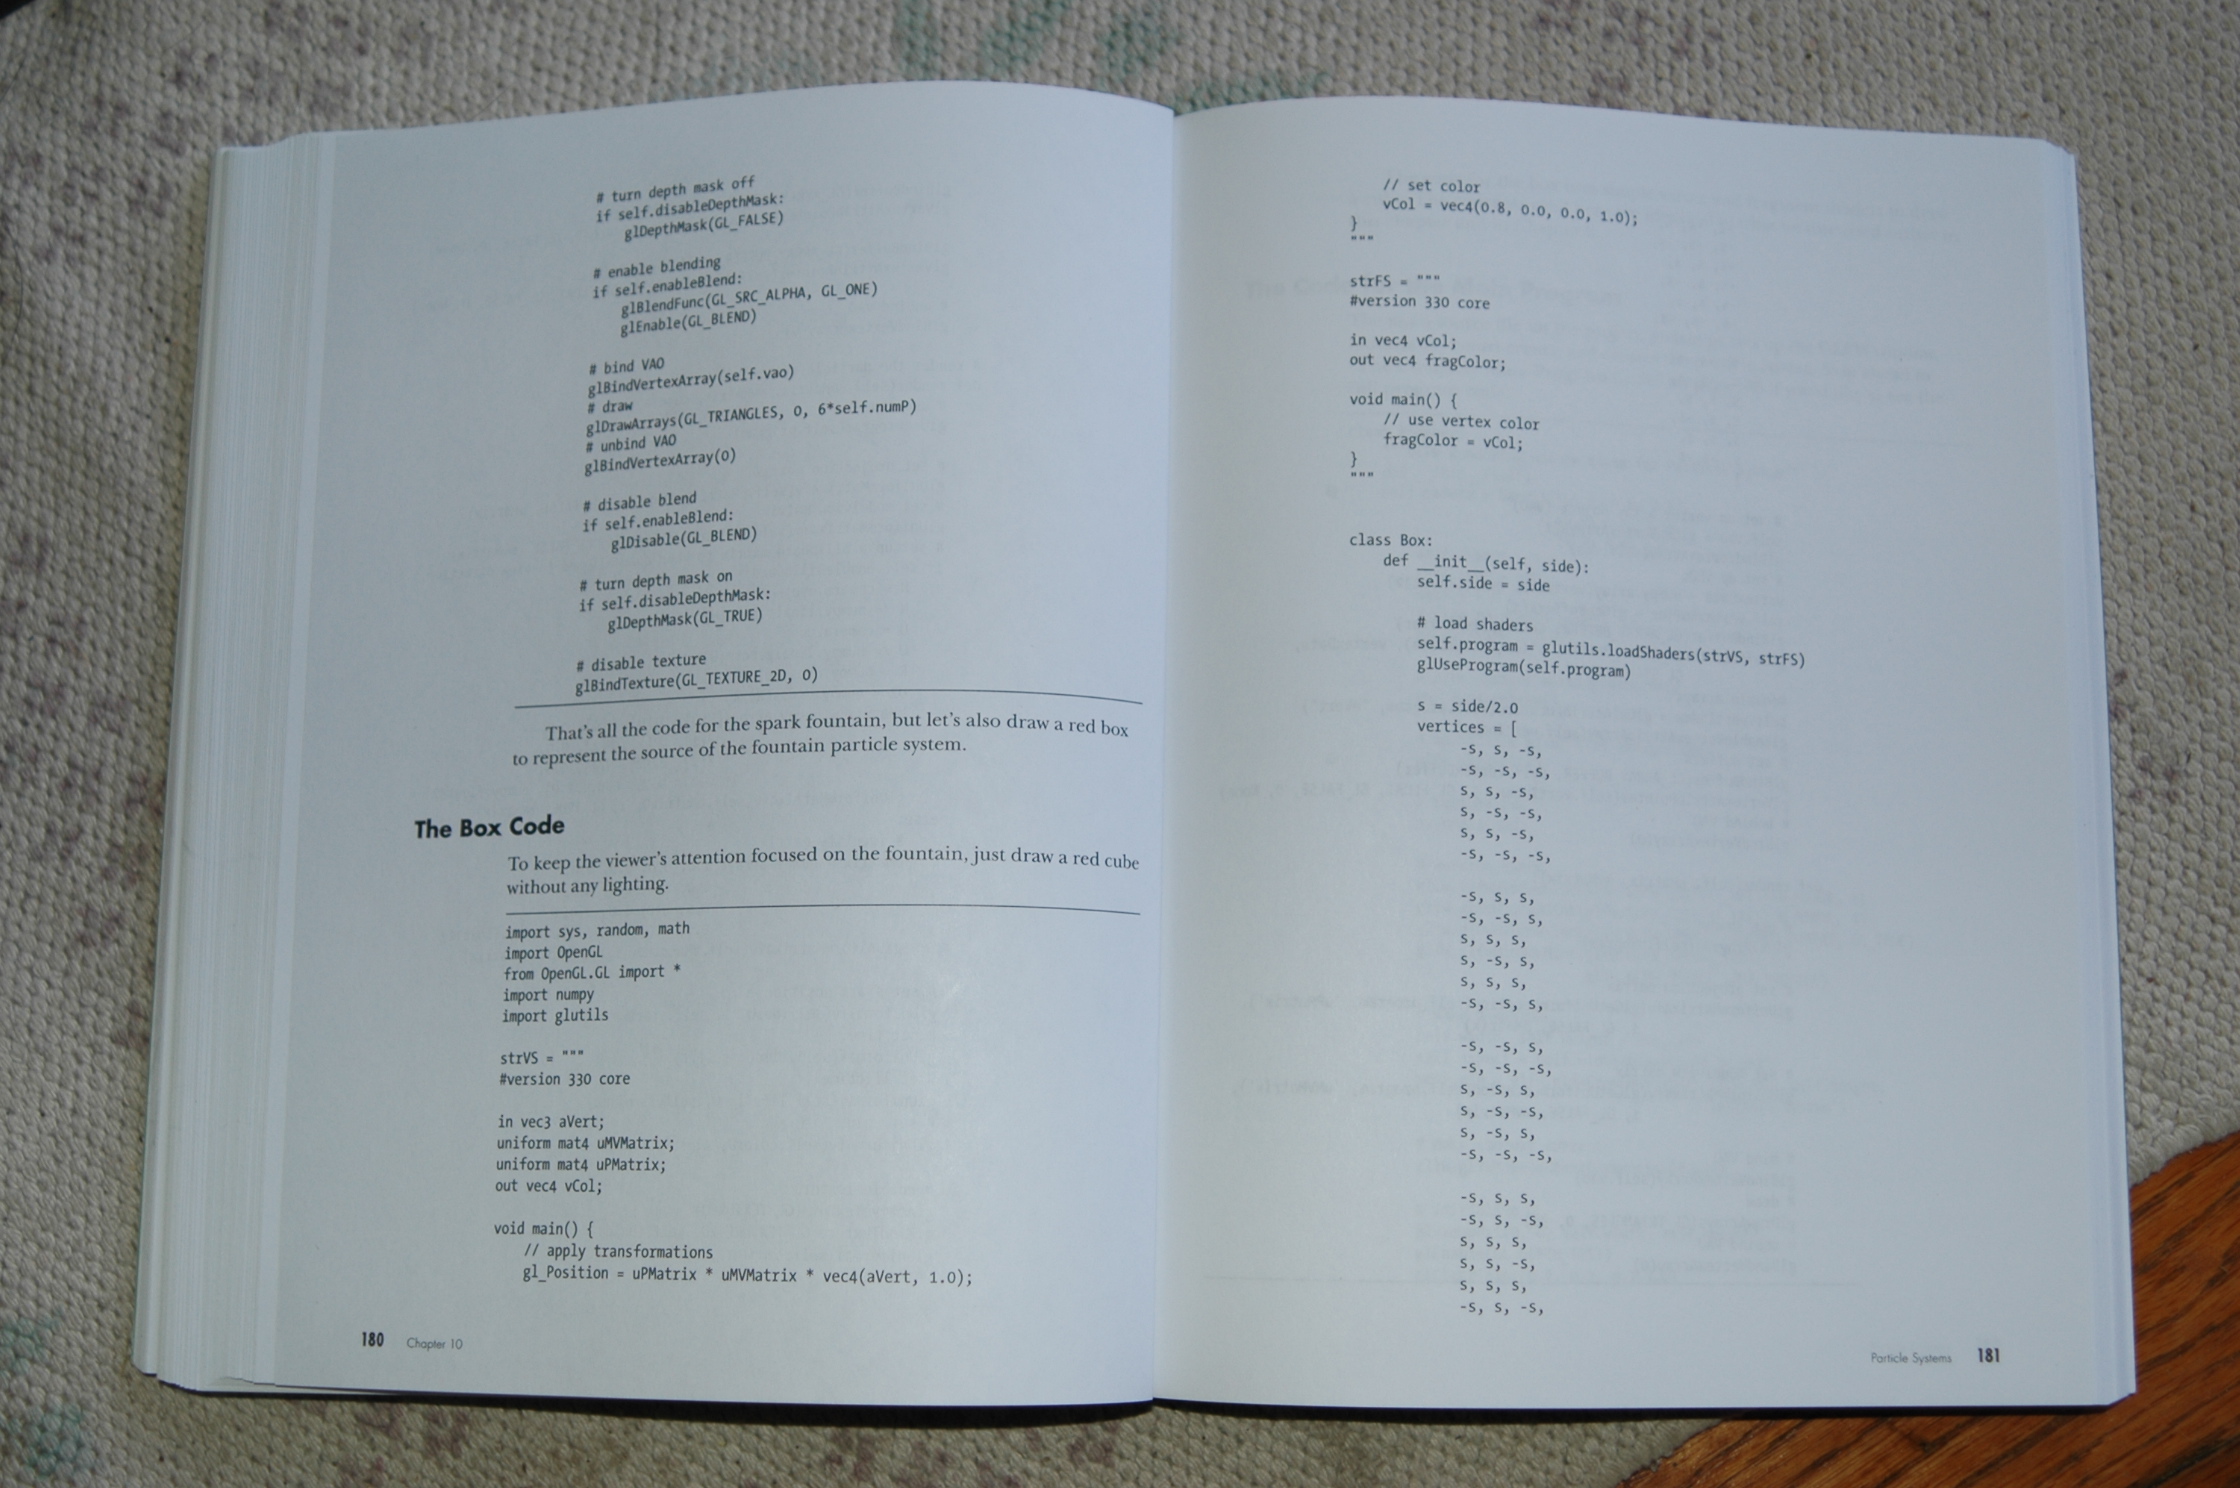 # turn depth mask off
if self.disableDepthMask:
glDepthMask(GL_FALSE)
# enable blending
if self.enableBlend:
glBlendFunc(GL_SRC_ALPHA, GL_ONE)
glEnable(GL_BLEND)
# bind VAO
glBindVertexArray(self.vao)
# draw
glDrawArrays(GL_TRIANGLES, 0, 6*self.numP)
# unbind VAO
glBindVertexArray(0)
# disable blend
if self.enableBlend:
glDisable(GL_BLEND)
# turn depth mask on
if self.disableDepthMask:
glDepthMask(GL_TRUE)
# disable texture
glBindTexture(GL_TEXTURE_2D, 0)
That's all the code for the spark fountain, but let's also draw a red box
to represent the source of the fountain particle system.
The Box Code
To keep the viewer's attention focused on the fountain, just draw a red cube
without any lighting.
import sys, random, math
import OpenGL
from OpenGL.GL import *
import numpy
import glutils
strVS = """
#version 330 core
in vec3 aVert;
uniform mat4 uMVMatrix;
uniform mat4 uPMatrix;
out vec4 vCol;
void main() {
// apply transformations
gl_Position = uPMatrix * uMVMatrix * vec4(aVert, 1.0);
180 Chapter 10
// set color
vCol = vec4(0.8, 0.0, 0.0, 1.0);
}
"""
strFS = """
#version 330 core
in vec4 vCol;
out vec4 fragColor;
void main() {
// use vertex color
fragColor = vCol;
}
"""
class Box:
def __init__(self, side):
self.side = side
# load shaders
self.program = glutils.loadShaders(strVS, strFS)
glUseProgram(self.program)
s = side/2.0
vertices = [
-s, s, -s,
-s, -s, -s,
s, s, -s,
s, -s, -s,
s, s, -s,
-s, -s, -s,
-s, s, s,
-s, -s, s,
s, s, s,
s, -s, s,
s, s, s,
-s, -s, s,
-s, -s, s,
-s, -s, -s,
s, -s, s,
s, -s, -s,
s, -s, s,
-s, -s, -s,
-s, s, s,
-s, s, -s,
s, s, s,
s, s, -s,
s, s, s,
-s, s, -s,
Particle Systems 181